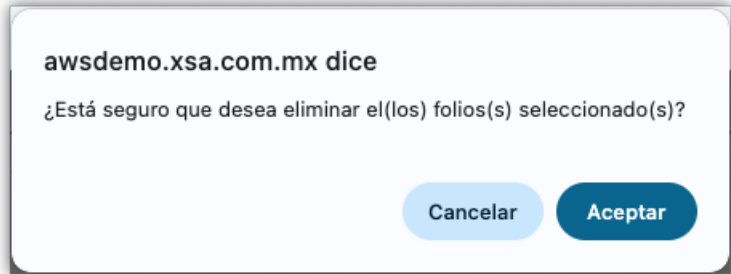 awsdemo.xsa.com.mx dice
¿Está seguro que desea eliminar el(los) folios(s) seleccionado(s)?
Cancelar
Aceptar